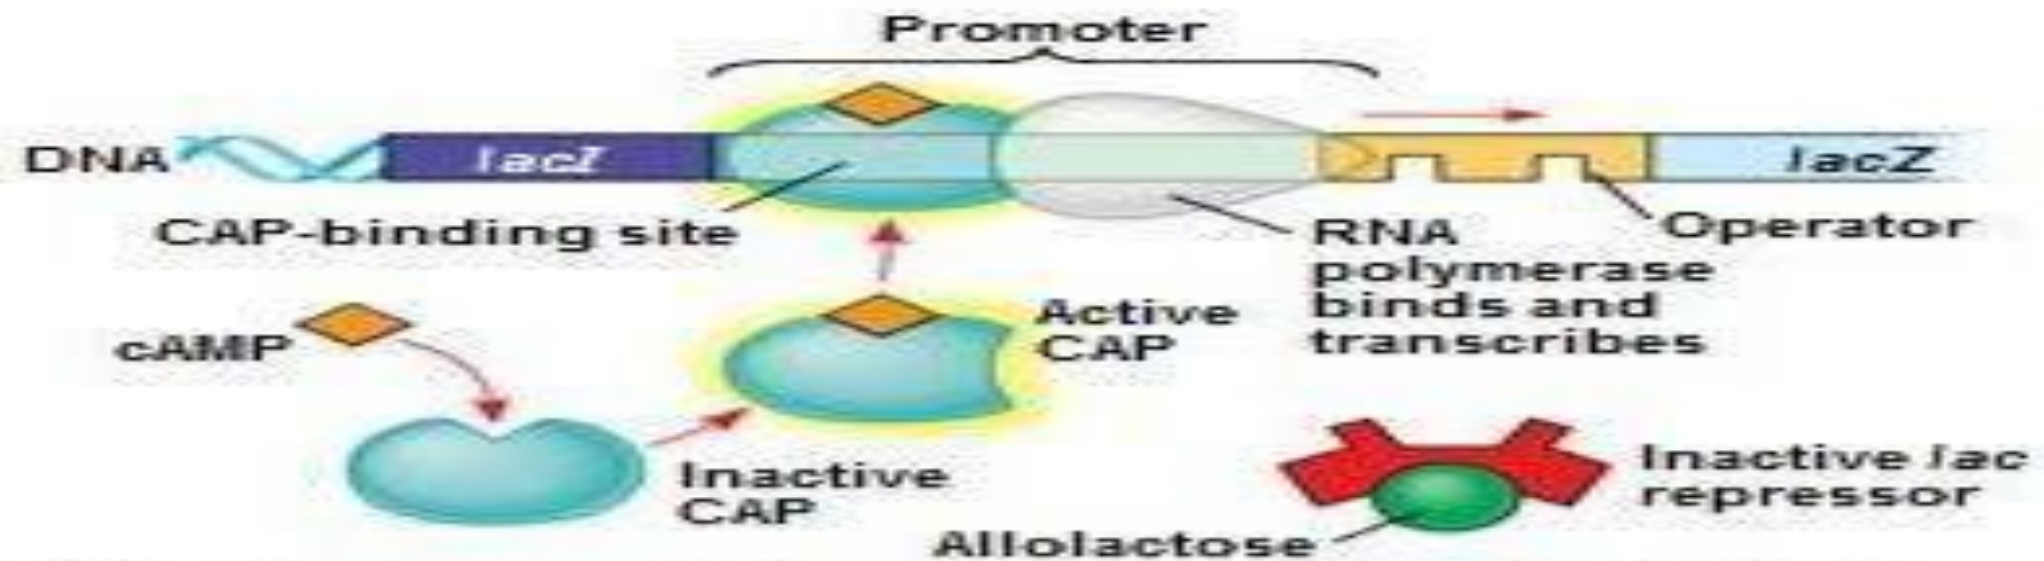 Promoter
DNA
lacZ
lacZ
CAP-binding site
Operator
RNA
polymerase
binds and
transcribes
cAMP
Active
CAP
Inactive
CAP
Inactive lac
repressor
Allolactose